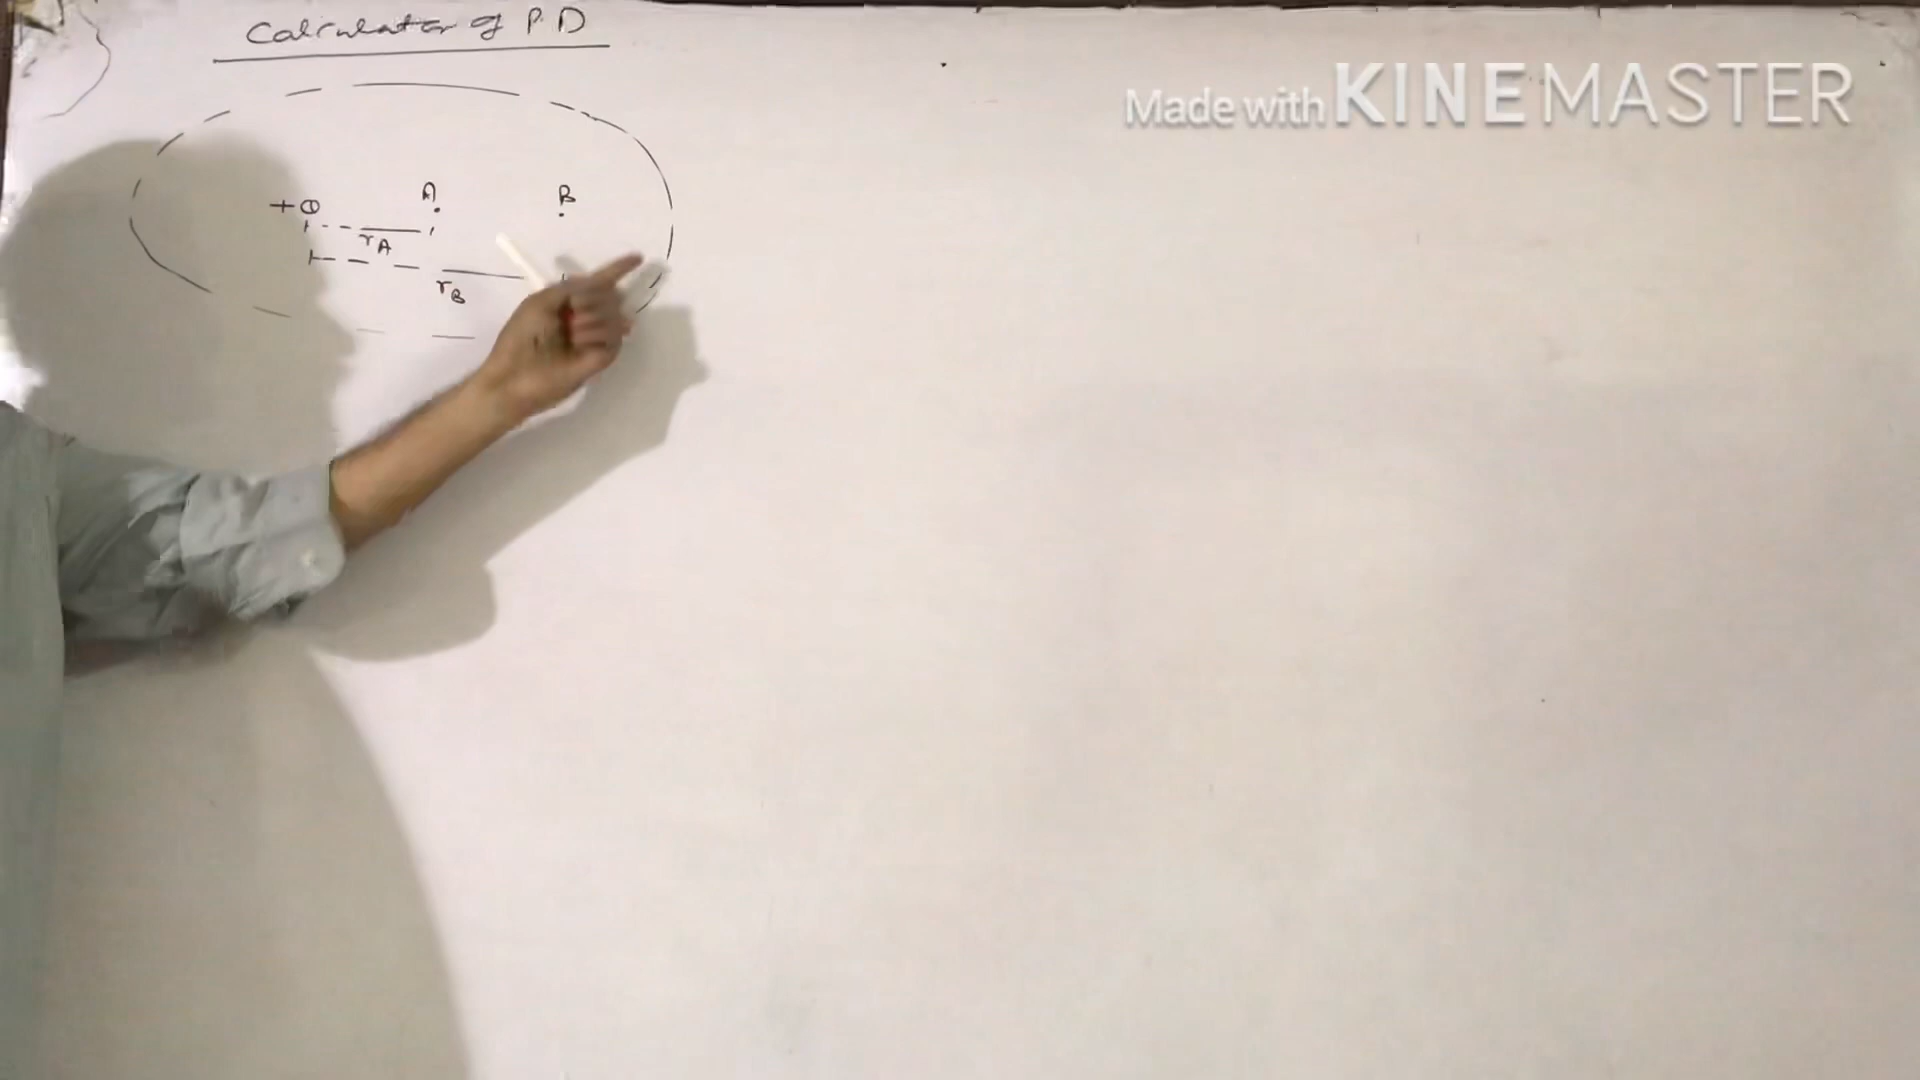 Calculation of P.D
Made with KINEMASTER
A B
+Q
rA
rB